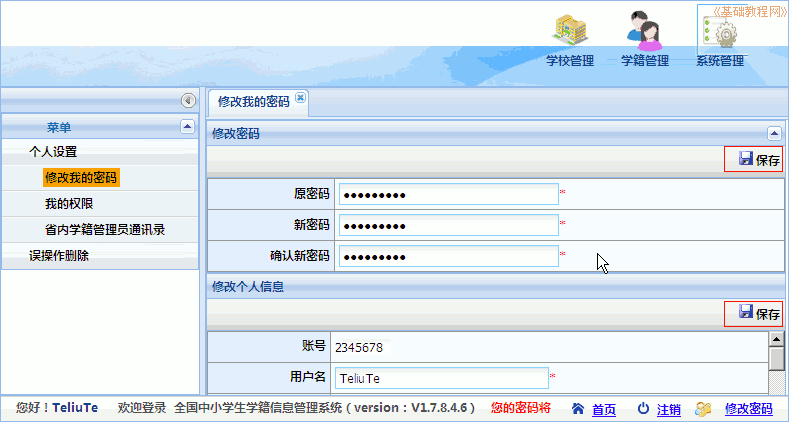 《基础教程网》
学校管理 学籍管理 系统管理
修改我的密码
菜单
个人设置
修改我的密码
我的权限
省内学籍管理员通讯录
误操作删除
修改密码
保存
原密码 ●●●●●●●●● *
新密码 ●●●●●●●●● *
确认新密码 ●●●●●●●●● *
修改个人信息
保存
账号 2345678
用户名 TeliuTe *
您好！TeliuTe 欢迎登录 全国中小学生学籍信息管理系统（version：V1.7.8.4.6） 您的密码将 首页 注销 修改密码